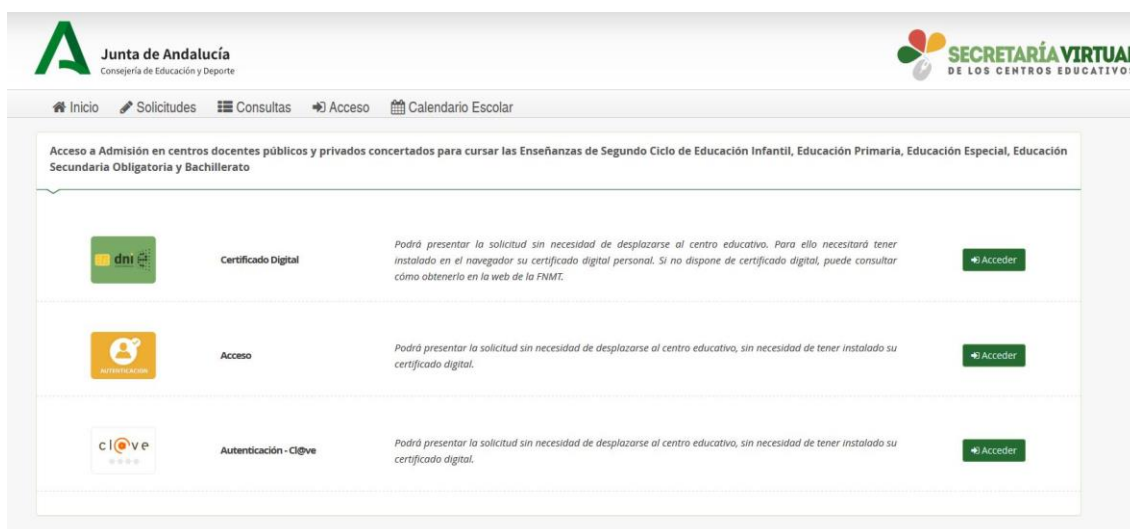 Junta de Andalucía
Consejería de Educación y Deporte
SECRETARÍA VIRTUAL
DE LOS CENTROS EDUCATIVOS
Inicio Solicitudes Consultas Acceso Calendario Escolar
Acceso a Admisión en centros docentes públicos y privados concertados para cursar las Enseñanzas de Segundo Ciclo de Educación Infantil, Educación Primaria, Educación Especial, Educación
Secundaria Obligatoria y Bachillerato
dni e
Certificado Digital
Podrá presentar la solicitud sin necesidad de desplazarse al centro educativo. Para ello necesitará tener
instalado en el navegador su certificado digital personal. Si no dispone de certificado digital, puede consultar
cómo obtenerlo en la web de la FNMT.
Acceder
AUTENTICACIÓN
Acceso
Podrá presentar la solicitud sin necesidad de desplazarse al centro educativo, sin necesidad de tener instalado su
certificado digital.
Acceder
cl@ve
Autenticación - Cl@ve
Podrá presentar la solicitud sin necesidad de desplazarse al centro educativo, sin necesidad de tener instalado su
certificado digital.
Acceder